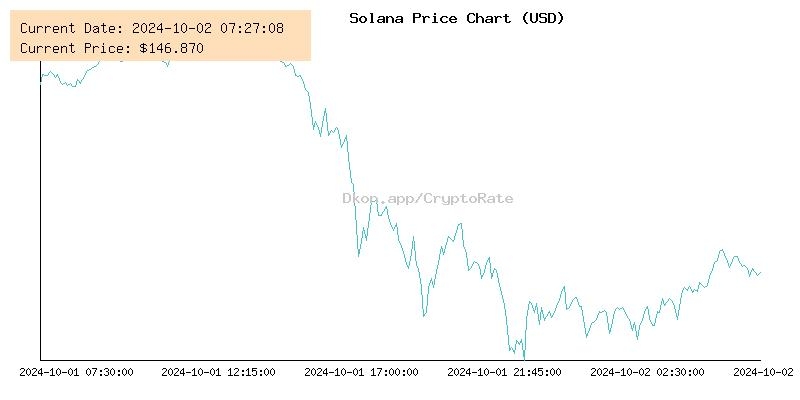 Solana Price Chart (USD)
Current Date: 2024-10-02 07:27:08
Current Price: $146.870
Dkop.app/CryptoRate
2024-10-01 07:30:00
2024-10-01 12:15:00
2024-10-01 17:00:00
2024-10-01 21:45:00
2024-10-02 02:30:00
2024-10-02